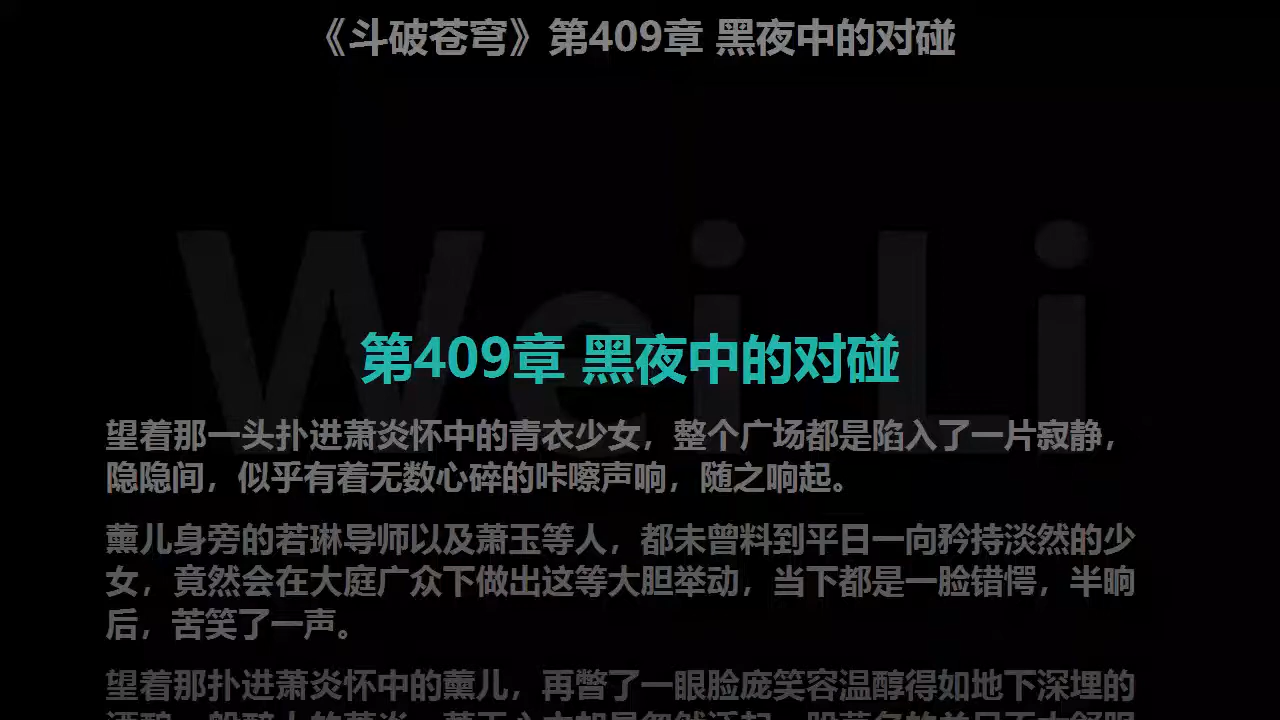 《斗破苍穹》第409章 黑夜中的对碰
Wei Li
第409章 黑夜中的对碰
望着那一头扑进萧炎怀中的青衣少女，整个广场都是陷入了一片寂静，
隐隐间，似乎有着无数心碎的咔嚓声响，随之响起。
薰儿身旁的若琳导师以及萧玉等人，都未曾料到平日一向矜持淡然的少
女，竟然会在大庭广众下做出这等大胆举动，当下都是一脸错愕，半晌
后，苦笑了一声。
望着那扑进萧炎怀中的薰儿，再瞥了一眼脸庞笑容温醇得如地下深埋的